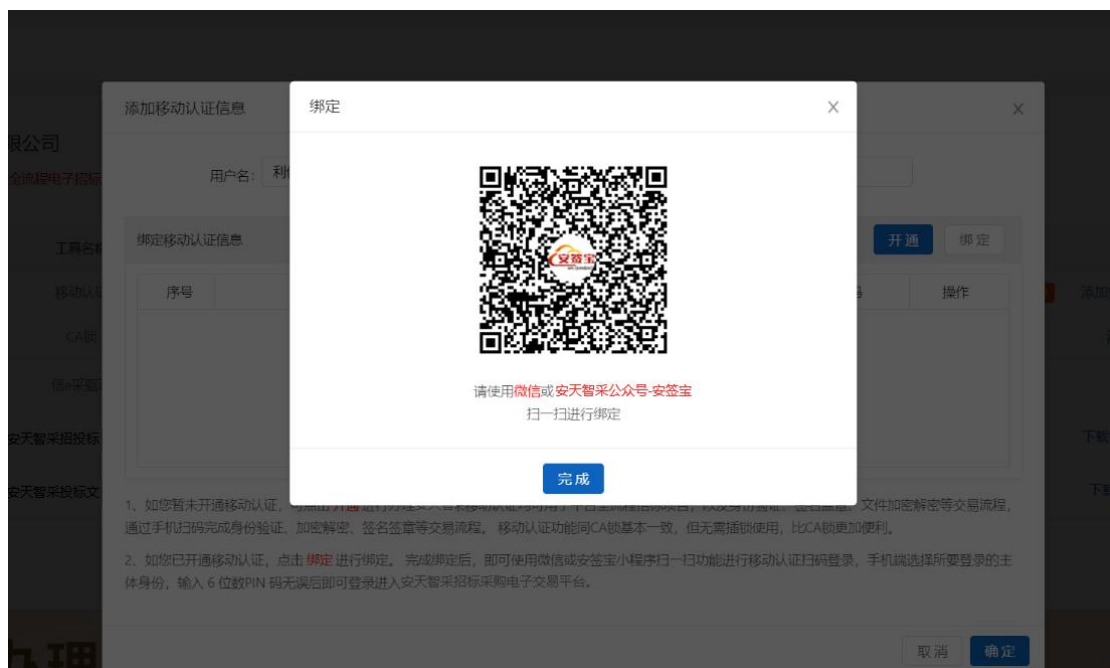 绑定
添加移动认证信息
限公司
全流程电子招标
用户名：
利
绑定移动认证信息
开通
绑定
工具名称
序号
操作
移动认证
添加
CA锁
信e采驱
安签宝
请使用微信或安天智采公众号-安签宝
扫一扫进行绑定
安天智采招投标
下载
完成
安天智采投标文
下载
1、如您暂未开通移动认证，
文件加密解密等交易流程，
通过手机扫码完成身份验证、加密解密、签名签章等交易流程。 移动认证功能同CA锁基本一致，但无需插锁使用，比CA锁更加便利。
2、如您已开通移动认证，点击 绑定 进行绑定。 完成绑定后，即可使用微信或安签宝小程序扫一扫功能进行移动认证扫码登录，手机端选择所要登录的主
体身份，输入 6 位数PIN 码无误后即可登录进入安天智采招标采购电子交易平台。
办理
取消
确定